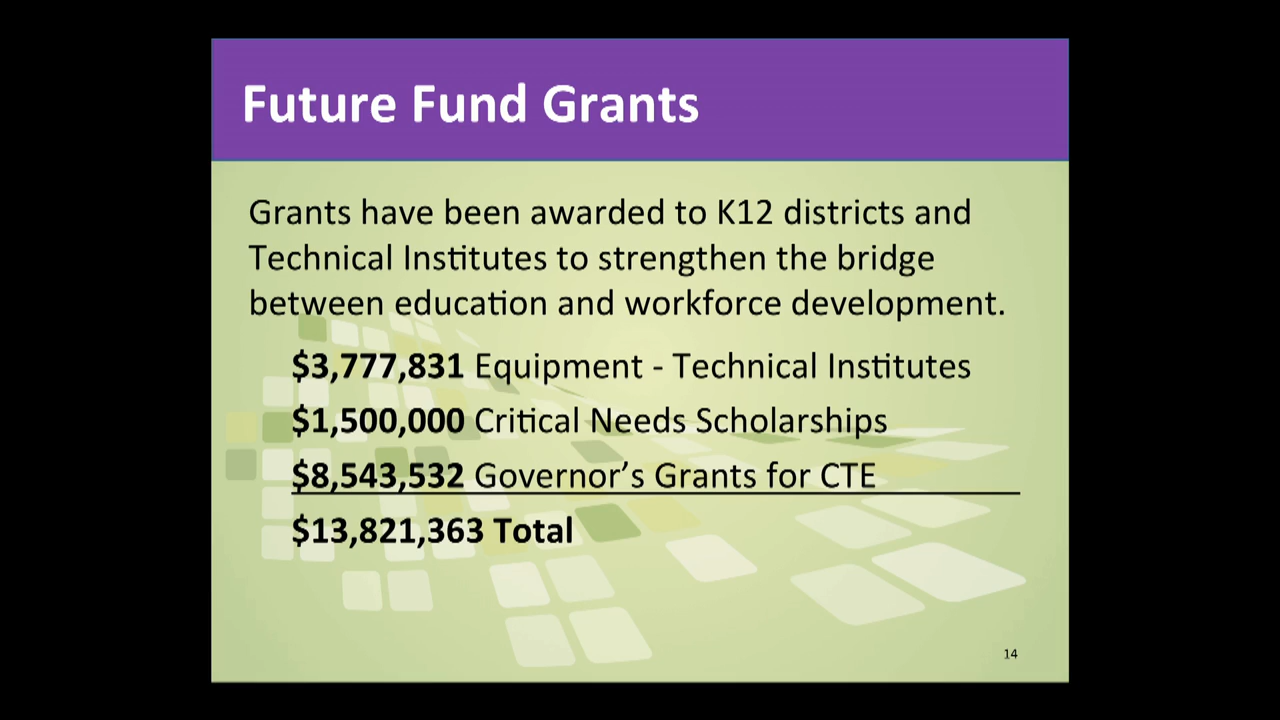 Future Fund Grants
Grants have been awarded to K12 districts and
Technical Institutes to strengthen the bridge
between education and workforce development.
$3,777,831 Equipment - Technical Institutes
$1,500,000 Critical Needs Scholarships
$8,543,532 Governor’s Grants for CTE
$13,821,363 Total
14